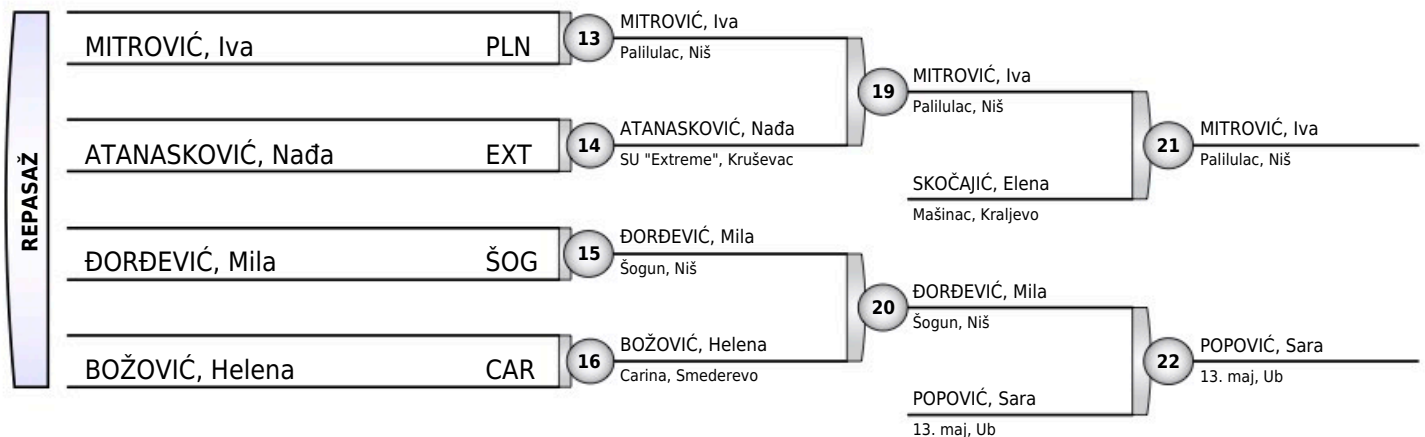 REPASAŽ
MITROVIĆ, Iva PLN
ATANASKOVIĆ, Nađa EXT
ĐORĐEVIĆ, Mila ŠOG
BOŽOVIĆ, Helena CAR
13
MITROVIĆ, Iva
Palilulac, Niš
14
ATANASKOVIĆ, Nađa
SU "Extreme", Kruševac
15
ĐORĐEVIĆ, Mila
Šogun, Niš
16
BOŽOVIĆ, Helena
Carina, Smederevo
19
MITROVIĆ, Iva
Palilulac, Niš
SKOČAJIĆ, Elena
Mašinac, Kraljevo
20
ĐORĐEVIĆ, Mila
Šogun, Niš
POPOVIĆ, Sara
13. maj, Ub
21
MITROVIĆ, Iva
Palilulac, Niš
22
POPOVIĆ, Sara
13. maj, Ub